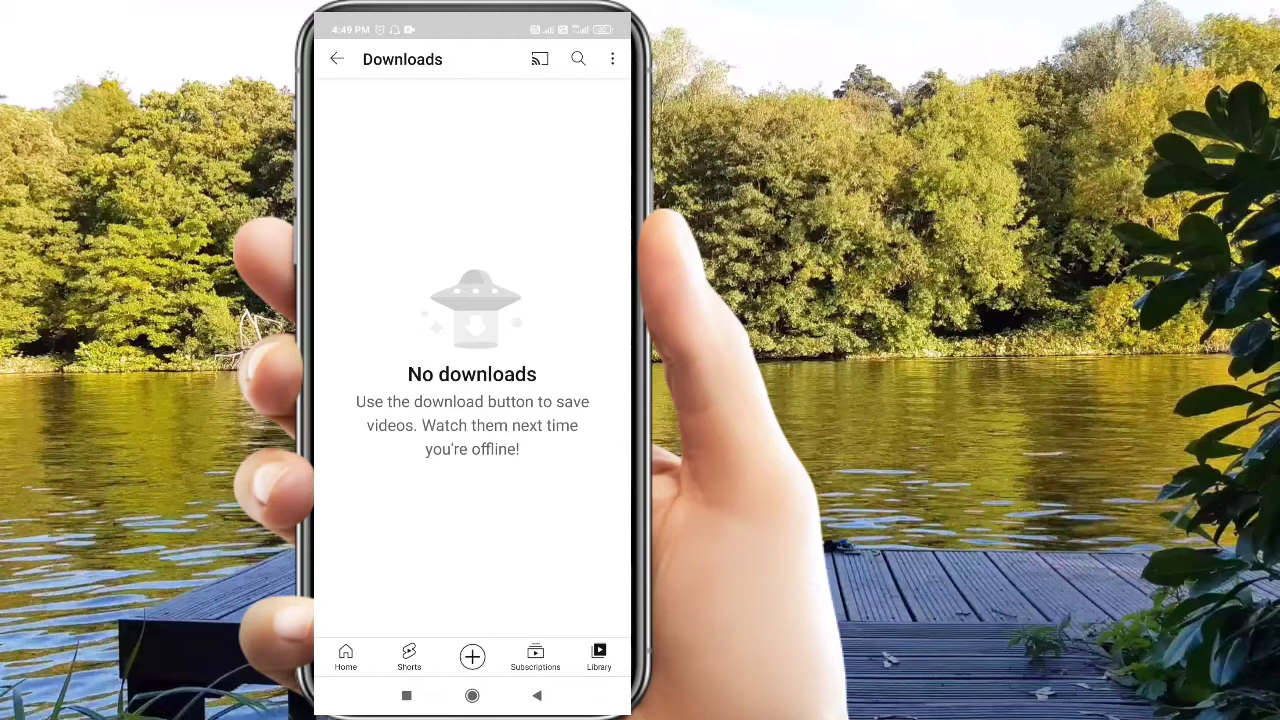 4:49 PM
Downloads
No downloads
Use the download button to save
videos. Watch them next time
you're offline!
Home
Shorts
Subscriptions
Library